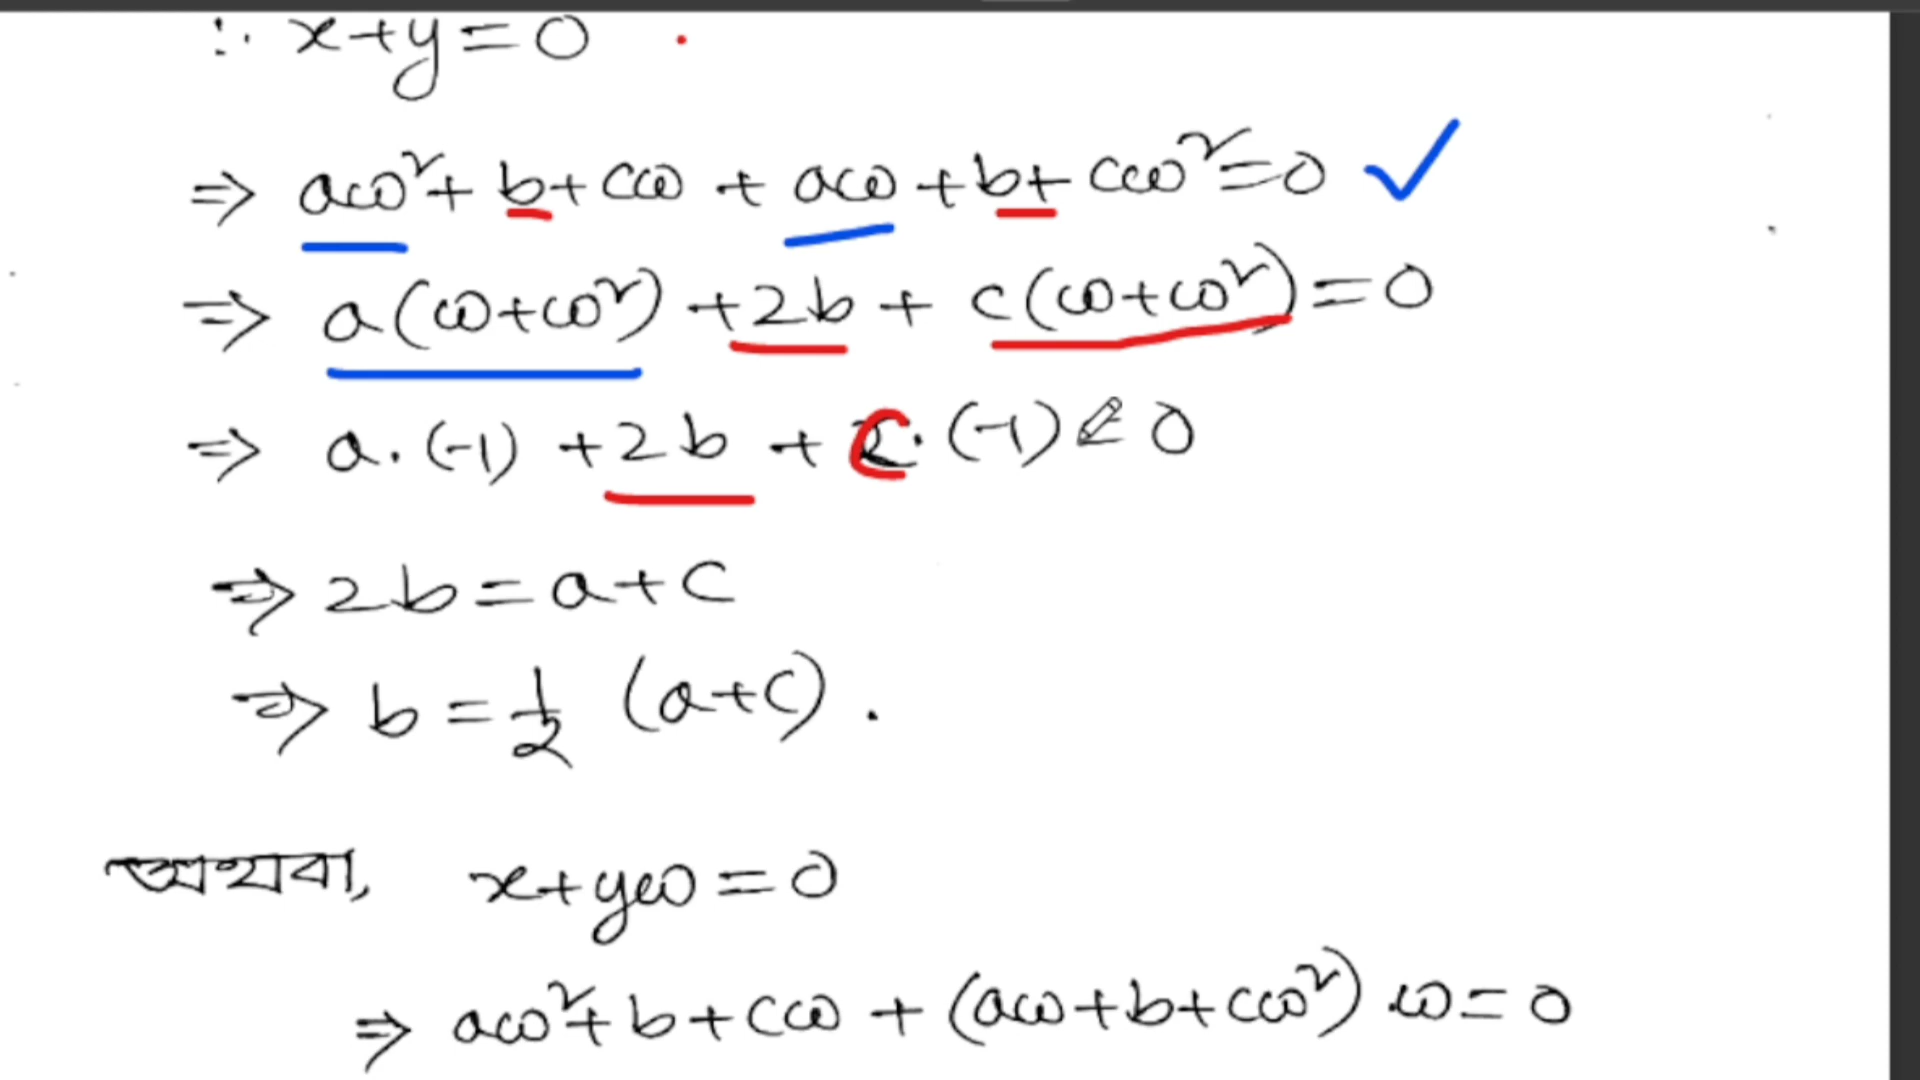 ∴ x+y=0
⇒ aω²+ b+ cω + aω +b+ cω²=0
⇒ a(ω+ω²) +2b + c(ω+ω²)=0
⇒ a.(-1) +2b + c.(-1) = 0
⇒ 2b=a+c
⇒ b=1/2 (a+c).
অথবা, x+yω=0
⇒ aω²+b+cω + (aω+b+cω²).ω=0